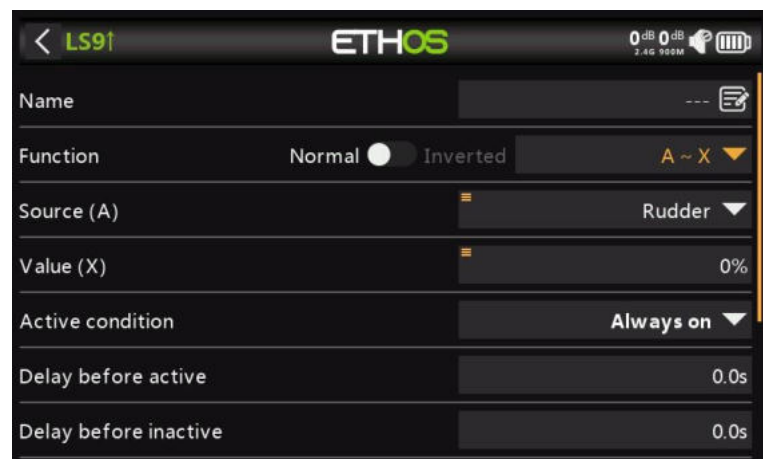 LS9↑ ETHOS 0dB 0dB
2.4G 900M
Name ---
Function Normal Inverted A ~ X
Source (A) Rudder
Value (X) 0%
Active condition Always on
Delay before active 0.0s
Delay before inactive 0.0s